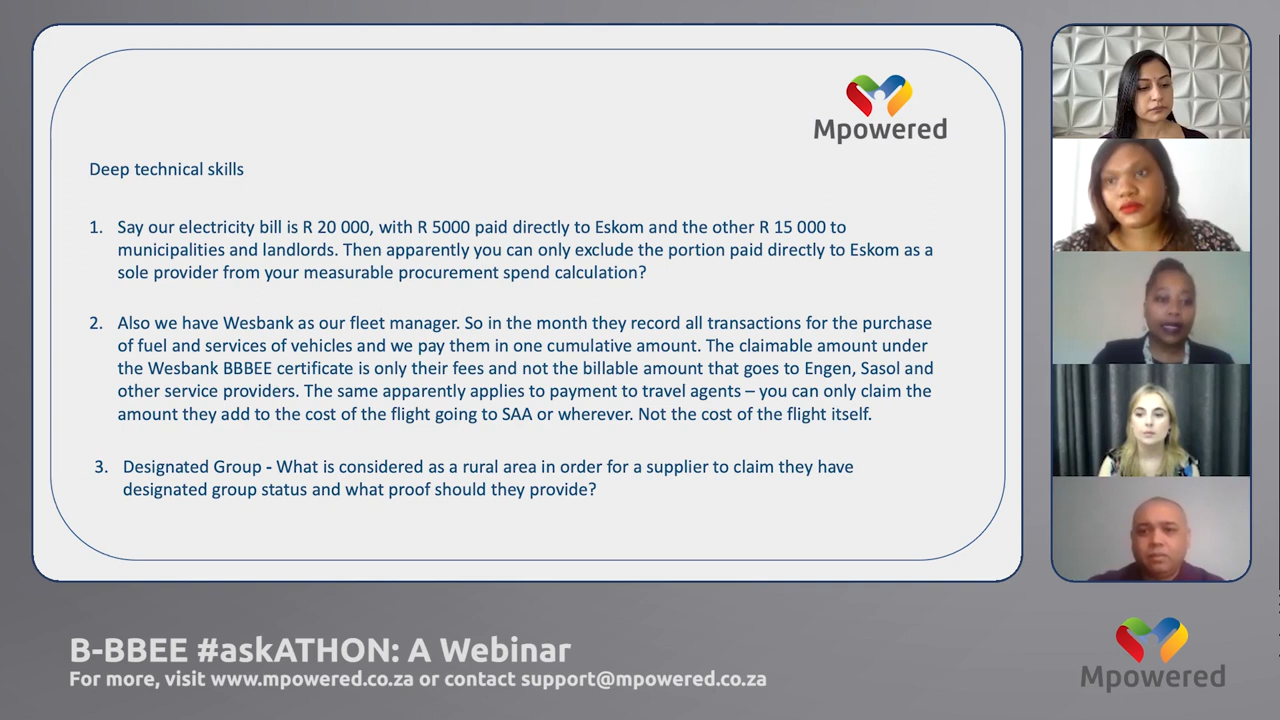 Mpowered
Deep technical skills
1. Say our electricity bill is R 20 000, with R 5000 paid directly to Eskom and the other R 15 000 to
municipalities and landlords. Then apparently you can only exclude the portion paid directly to Eskom as a
sole provider from your measurable procurement spend calculation?
2. Also we have Wesbank as our fleet manager. So in the month they record all transactions for the purchase
of fuel and services of vehicles and we pay them in one cumulative amount. The claimable amount under
the Wesbank BBBEE certificate is only their fees and not the billable amount that goes to Engen, Sasol and
other service providers. The same apparently applies to payment to travel agents – you can only claim the
amount they add to the cost of the flight going to SAA or wherever. Not the cost of the flight itself.
3. Designated Group - What is considered as a rural area in order for a supplier to claim they have
designated group status and what proof should they provide?
B-BBEE #askATHON: A Webinar
For more, visit www.mpowered.co.za or contact support@mpowered.co.za
Mpowered